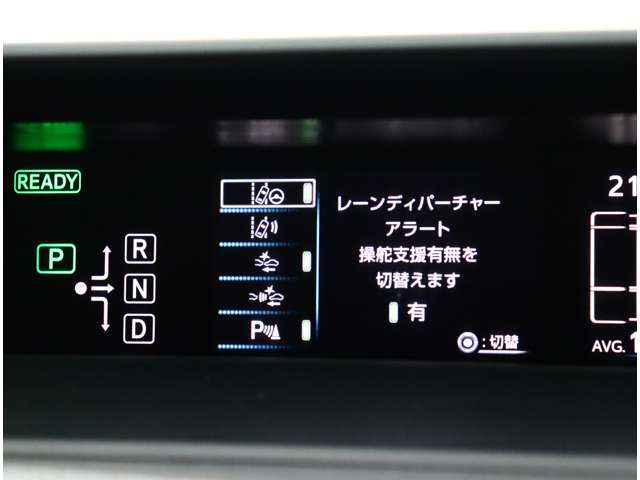 READY
P
R
N
D
P
レーンディパーチャー
アラート
操舵支援有無を
切替えます
有
:切替
21
AVG.1